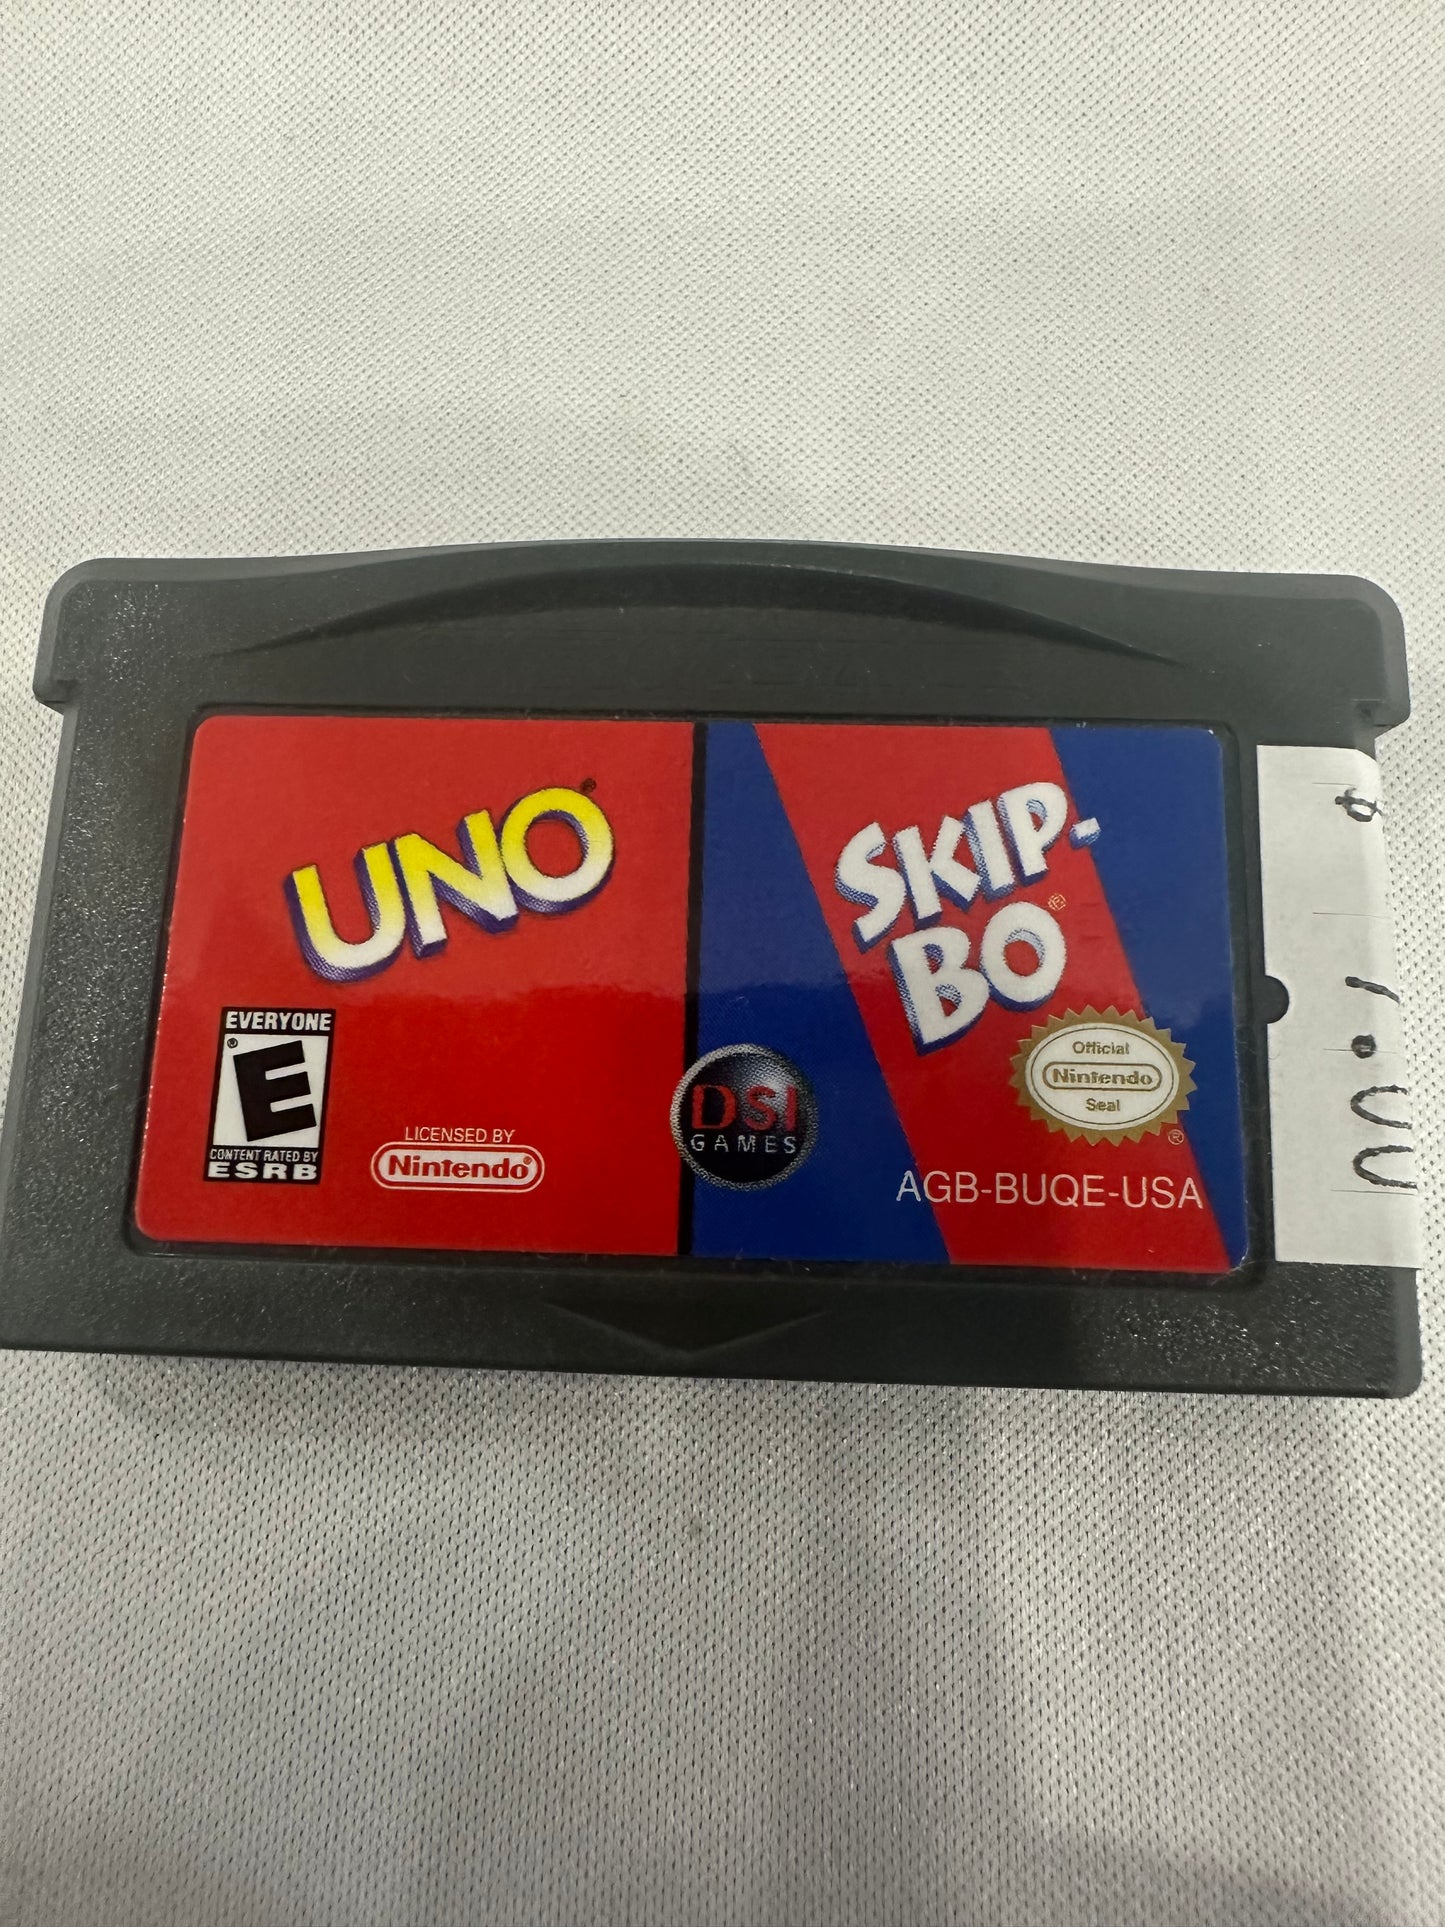 UNO®
SKIP-
BO®
EVERYONE
E®
CONTENT RATED BY
ESRB
LICENSED BY
Nintendo®
DSI
GAMES
Official
Nintendo
Seal
®
AGB-BUQE-USA